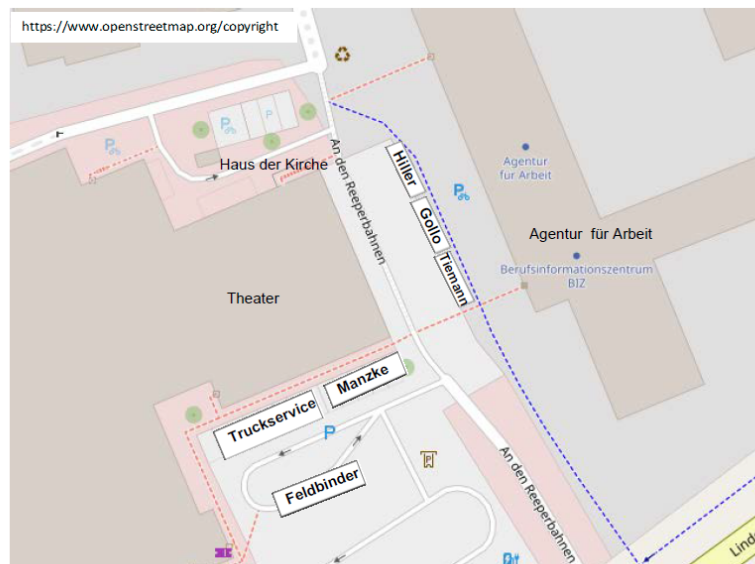 https://www.openstreetmap.org/copyright
P
P
P
Haus der Kirche
An den Reeperbahnen
Hiller
Gollo
Tiemann
P
Agentur
fur Arbeit
Agentur für Arbeit
Berufsinformationszentrum
BIZ
Theater
Manzke
Truckservice
P
Feldbinder
P
An den Reeperbahnen
Lind